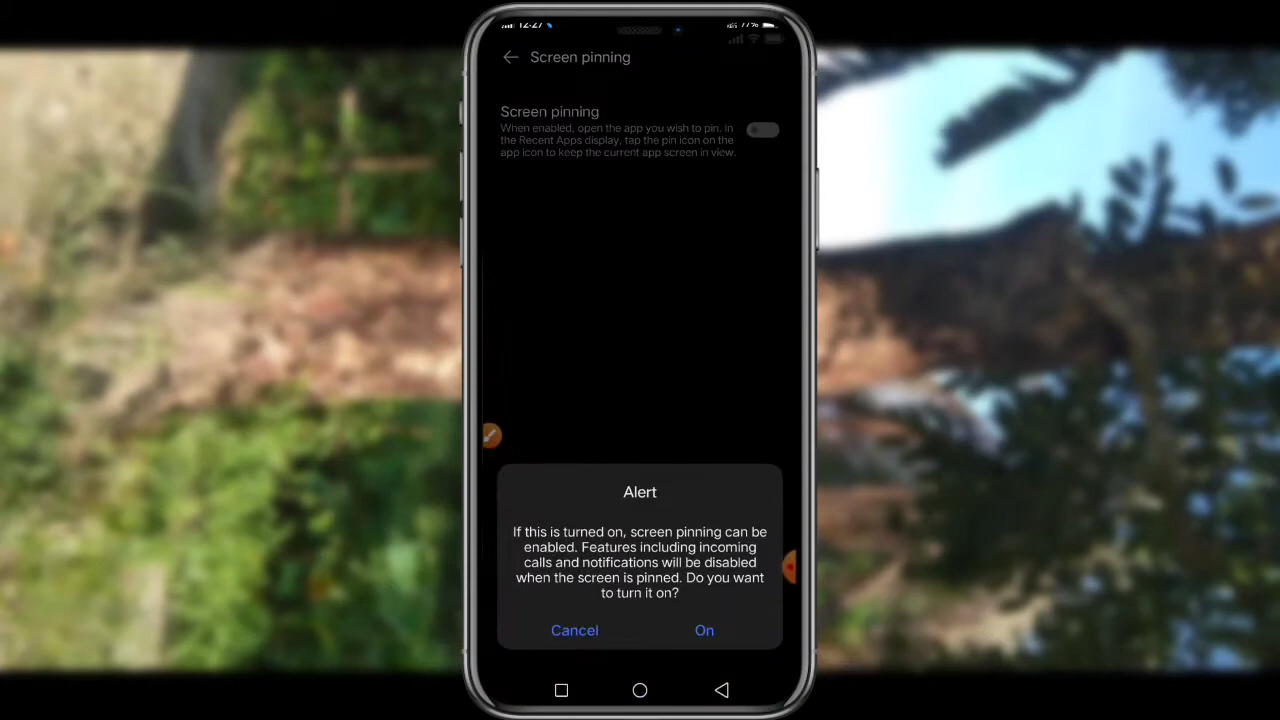 12:27
77%
Screen pinning
Screen pinning
When enabled, open the app you wish to pin. In
the Recent Apps display, tap the pin icon on the
app icon to keep the current app screen in view.
Alert
If this is turned on, screen pinning can be
enabled. Features including incoming
calls and notifications will be disabled
when the screen is pinned. Do you want
to turn it on?
Cancel On